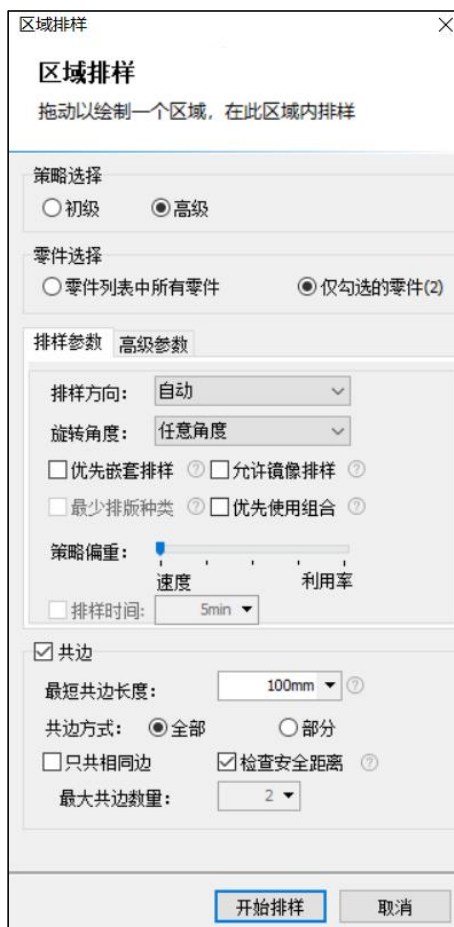 区域排样
区域排样
拖动以绘制一个区域，在此区域内排样
策略选择
初级 高级
零件选择
零件列表中所有零件 仅勾选的零件(2)
排样参数 高级参数
排样方向： 自动
旋转角度： 任意角度
优先嵌套排样 ? 允许镜像排样 ?
最少排版种类 ? 优先使用组合 ?
策略偏重：
速度 利用率
排样时间: 5min
共边
最短共边长度： 100mm ?
共边方式： 全部 部分
只共相同边 检查安全距离 ?
最大共边数量： 2
开始排样 取消